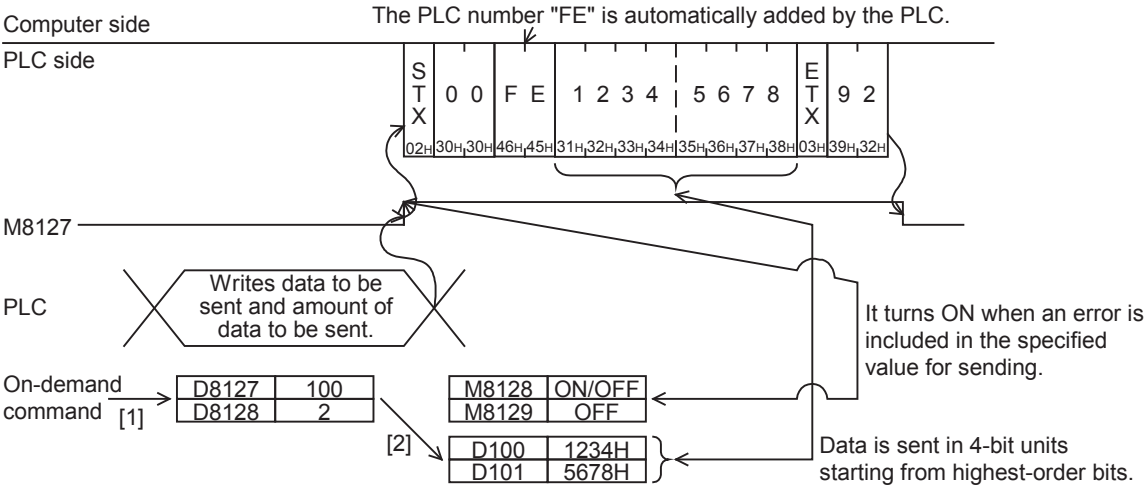 Computer side
The PLC number "FE" is automatically added by the PLC.
PLC side
STX
0 0
F E
1 2 3 4
5 6 7 8
ETX
9 2
02H 30H 30H 46H 45H 31H 32H 33H 34H 35H 36H 37H 38H 03H 39H 32H
M8127
PLC
Writes data to be
sent and amount of
data to be sent.
It turns ON when an error is
included in the specified
value for sending.
On-demand
command
[1]
D8127 100
D8128 2
M8128 ON/OFF
M8129 OFF
[2]
D100 1234H
D101 5678H
Data is sent in 4-bit units
starting from highest-order bits.